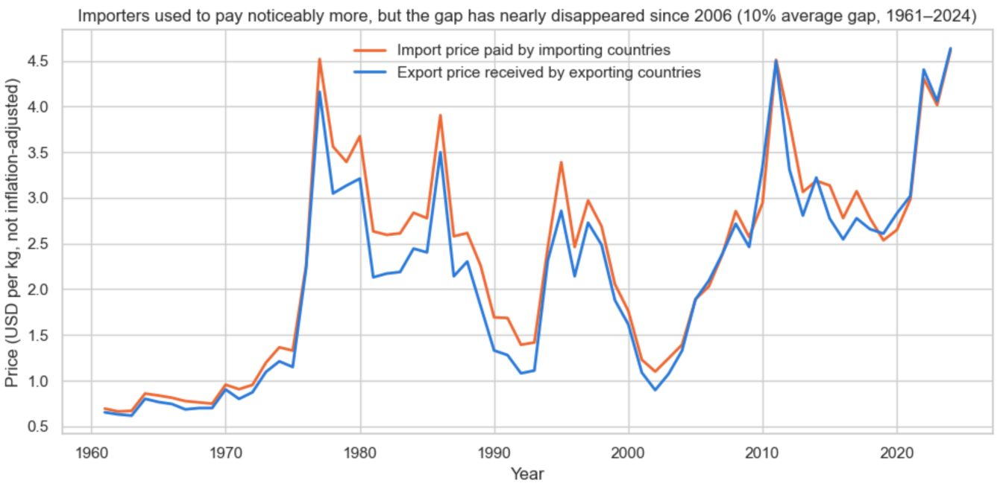 Importers used to pay noticeably more, but the gap has nearly disappeared since 2006 (10% average gap, 1961–2024)
Import price paid by importing countries
Export price received by exporting countries
Price (USD per kg, not inflation-adjusted)
4.5
4.0
3.5
3.0
2.5
2.0
1.5
1.0
0.5
1960 1970 1980 1990 2000 2010 2020
Year